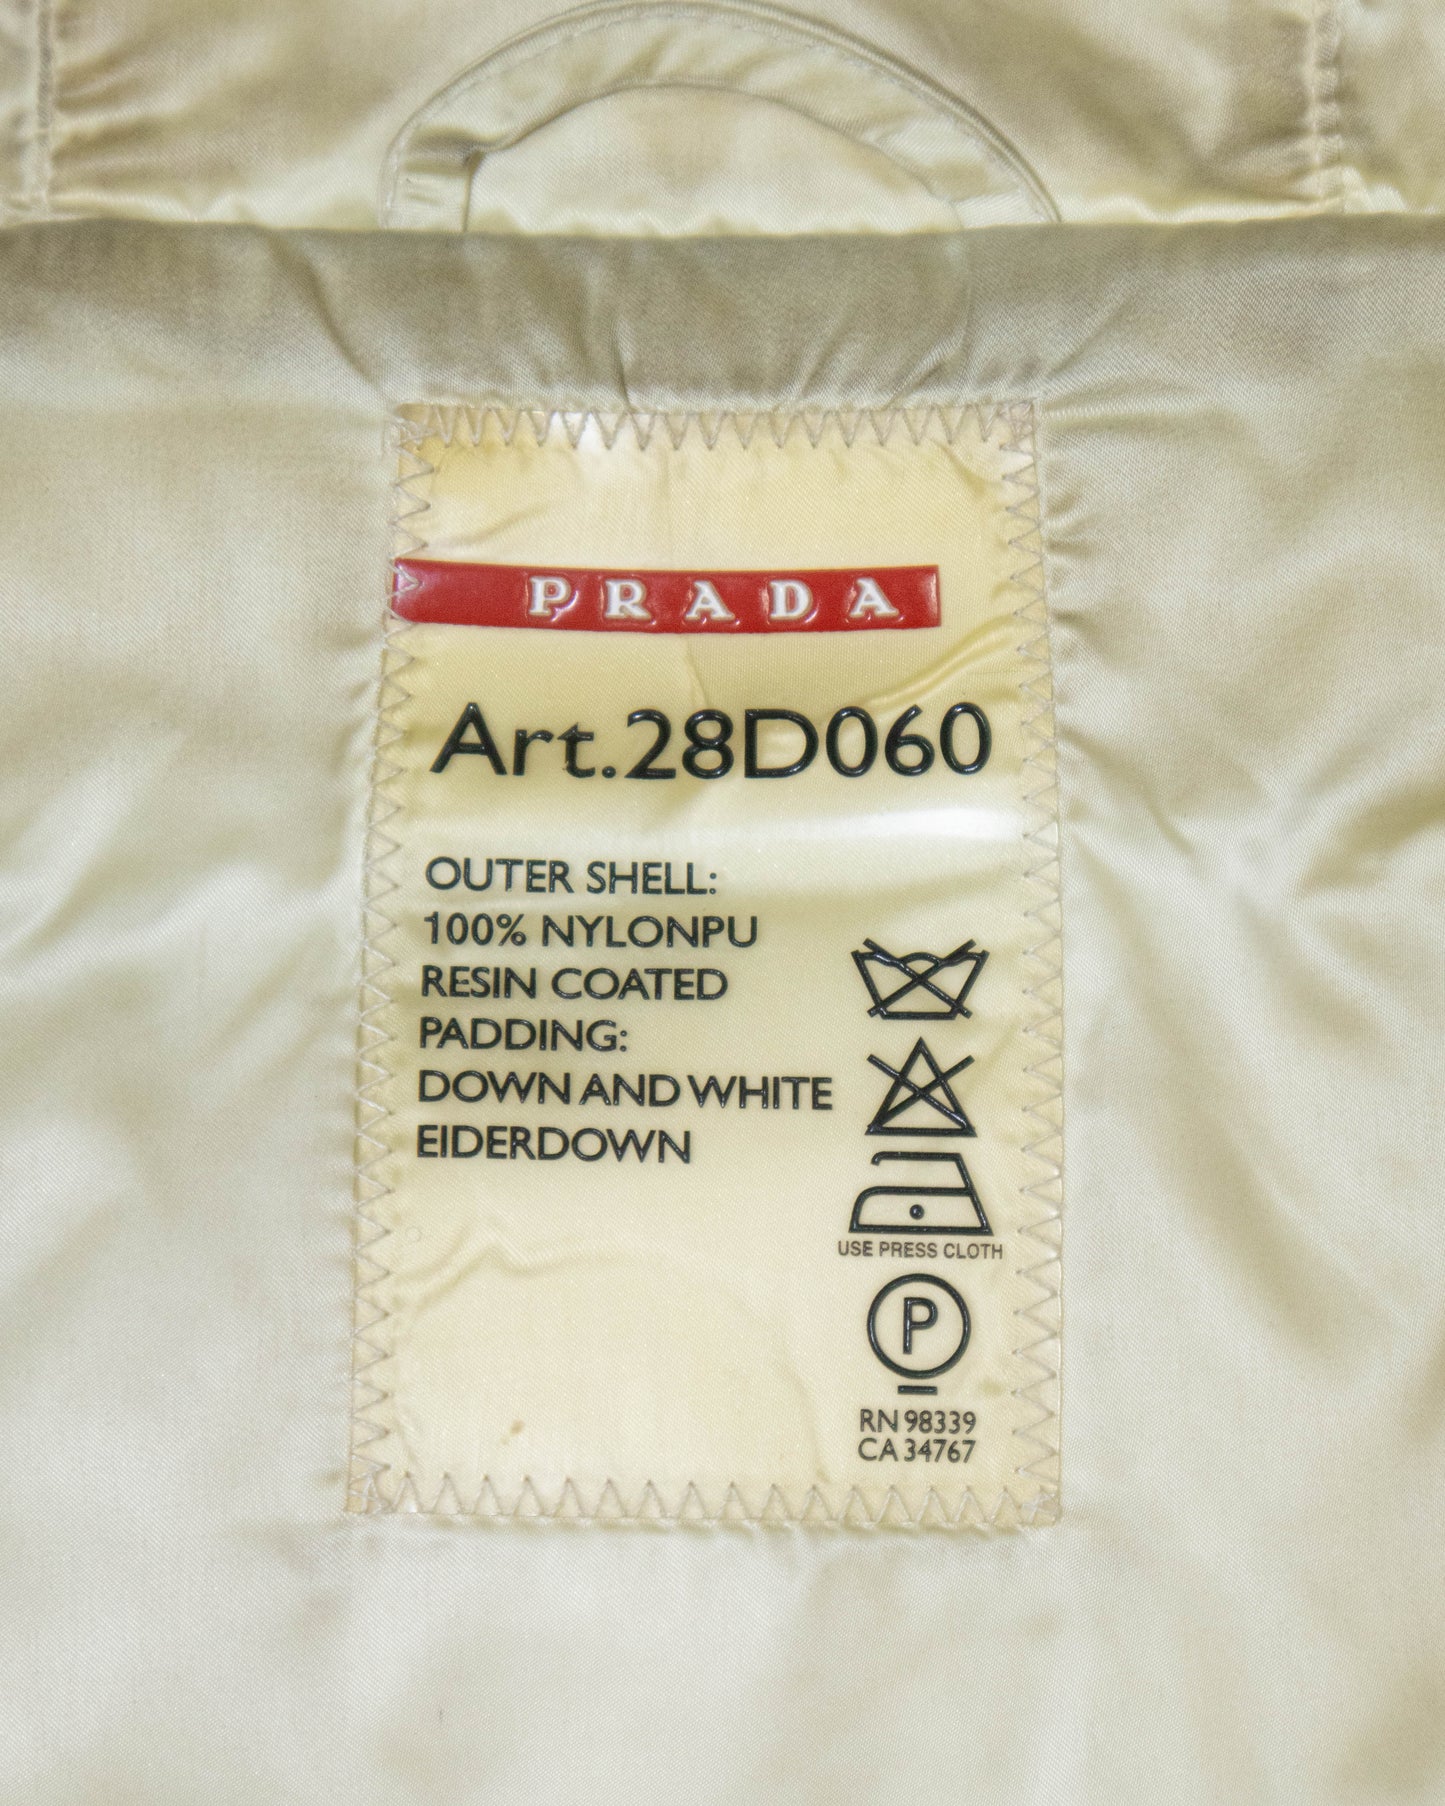 PRADA
Art.28D060
OUTER SHELL:
100% NYLONPU
RESIN COATED
PADDING:
DOWN AND WHITE
EIDERDOWN
USE PRESS CLOTH
P
RN 98339
CA 34767